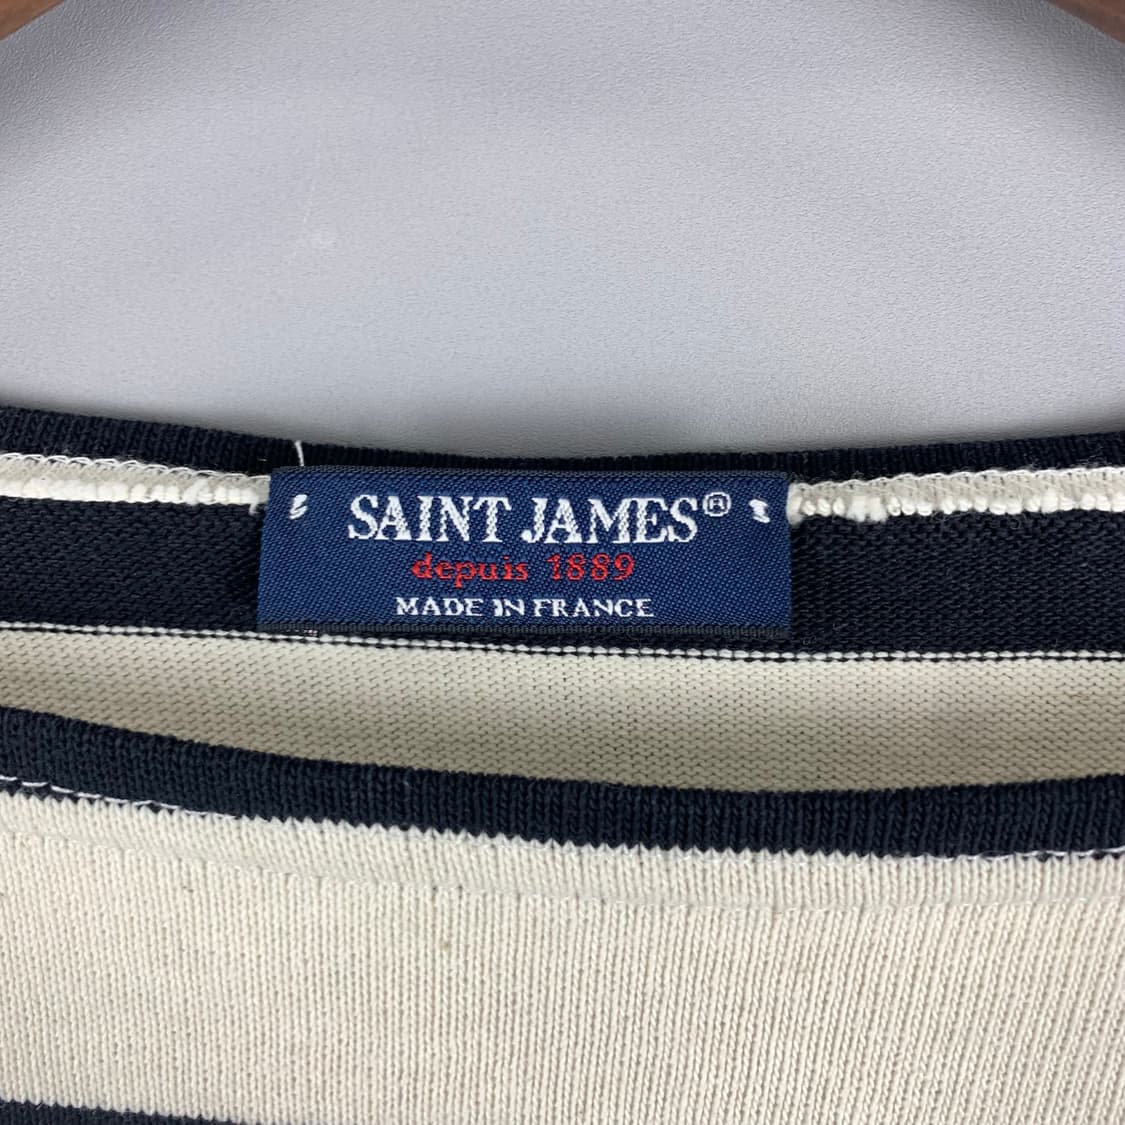 SAINT JAMES®
depuis 1889
MADE IN FRANCE